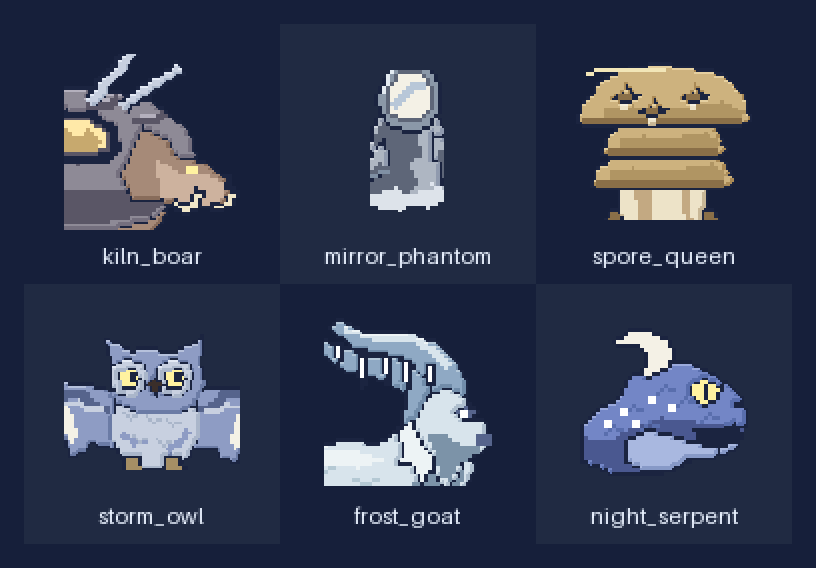 kiln_boar
mirror_phantom
spore_queen
storm_owl
frost_goat
night_serpent